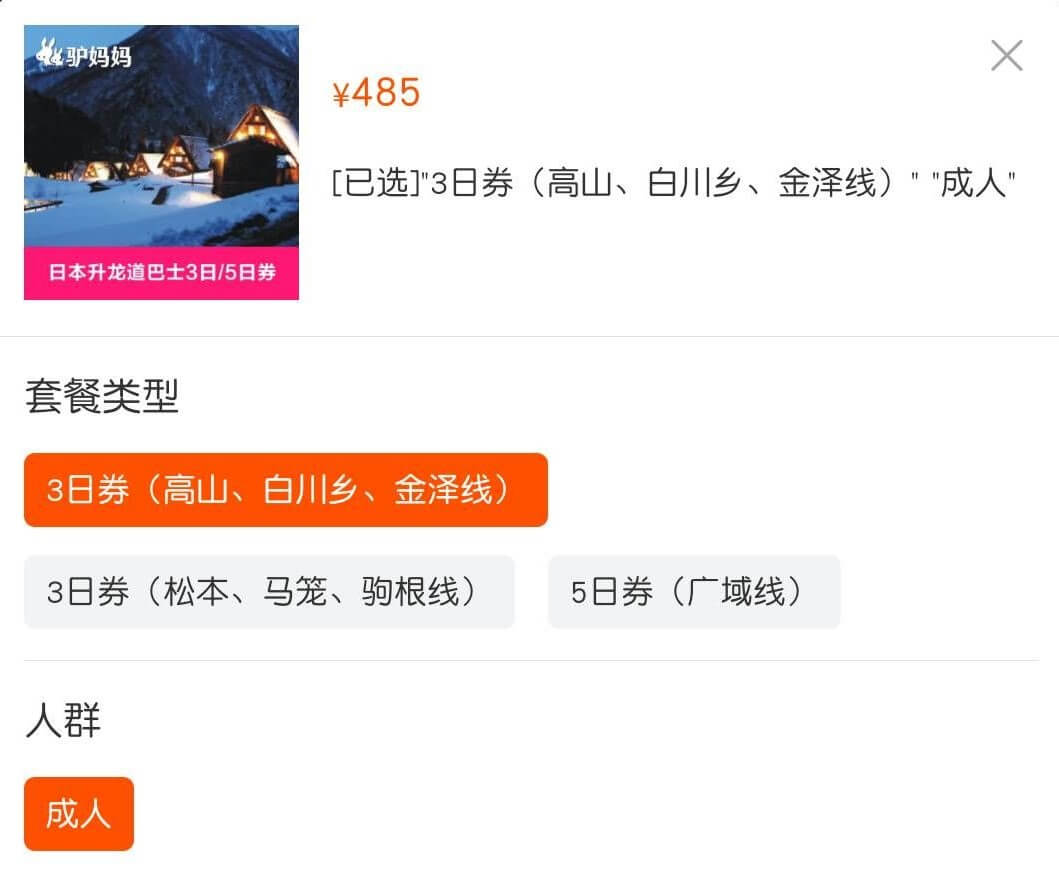 驴妈妈
¥485
[已选]"3日券（高山、白川乡、金泽线）" "成人"
日本升龙道巴士3日/5日券
套餐类型
3日券（高山、白川乡、金泽线）
3日券（松本、马笼、驹根线）
5日券（广域线）
人群
成人